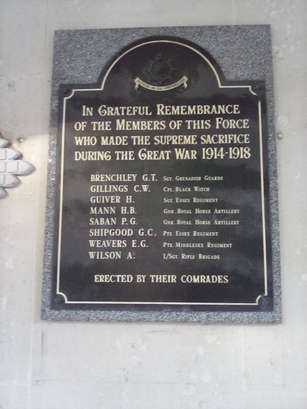 IN GRATEFUL REMEMBRANCE
OF THE MEMBERS OF THIS FORCE
WHO MADE THE SUPREME SACRIFICE
DURING THE GREAT WAR 1914-1918
BRENCHLEY G.T. SGT. GRENADIER GUARDS
GILLINGS C.W. CPL. BLACK WATCH
GUIVER H. SGT. ESSEX REGIMENT
MANN H.B. GNR. ROYAL HORSE ARTILLERY
SABAN P.G. GNR. ROYAL HORSE ARTILLERY
SHIPGOOD G.C. PTE. ESSEX REGIMENT
WEAVERS E.G. PTE. MIDDLESEX REGIMENT
WILSON A. L/SGT. RIFLE BRIGADE
ERECTED BY THEIR COMRADES